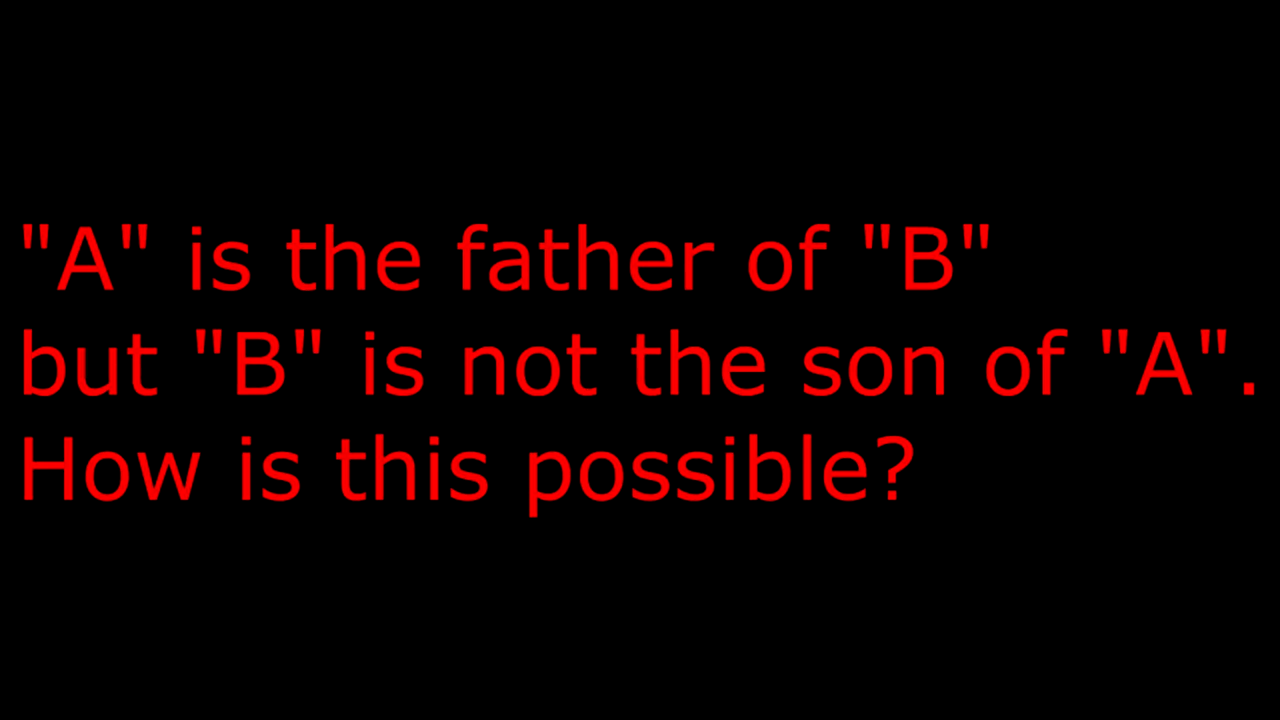 "A" is the father of "B"
but "B" is not the son of "A".
How is this possible?